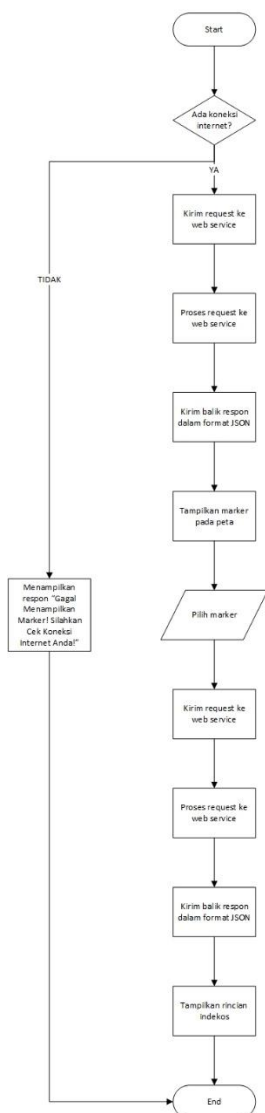 Start
Ada koneksi
internet?
YA
Kirim request ke
web service
Proses request ke
web service
TIDAK
Kirim balik respon
dalam format JSON
Tampilkan marker
pada peta
Menampilkan
respon "Gagal
Menampilkan
Marker! Silahkan
Cek Koneksi
Internet Anda!"
Pilih marker
Kirim request ke
web service
Proses request ke
web service
Kirim balik respon
dalam format JSON
Tampilkan rincian
indekos
End